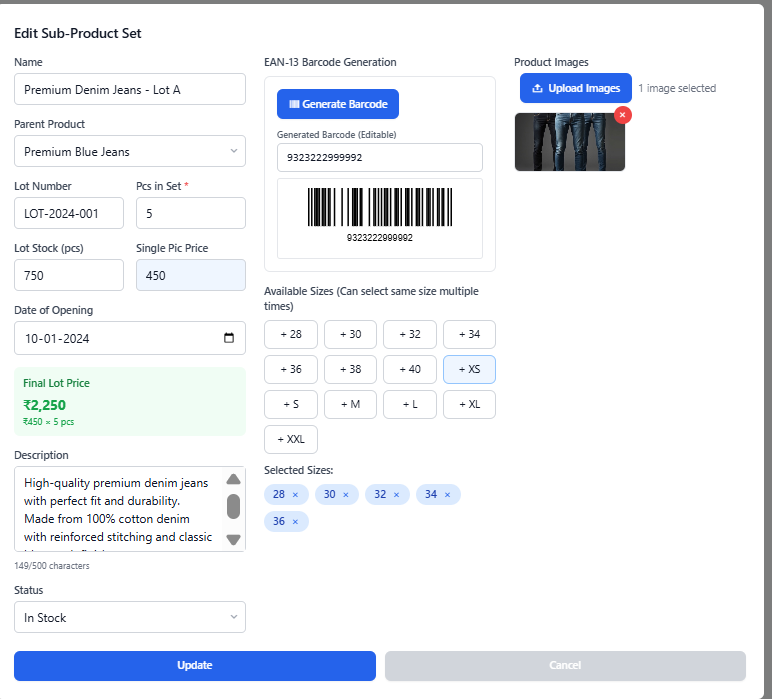 Edit Sub-Product Set
Name
Premium Denim Jeans - Lot A
Parent Product
Premium Blue Jeans
Lot Number
LOT-2024-001
Pcs in Set *
5
Lot Stock (pcs)
750
Single Pic Price
450
Date of Opening
10-01-2024
Final Lot Price
₹2,250
₹450 × 5 pcs
Description
High-quality premium denim jeans
with perfect fit and durability.
Made from 100% cotton denim
with reinforced stitching and classic
149/500 characters
Status
In Stock
EAN-13 Barcode Generation
Generate Barcode
Generated Barcode (Editable)
9323222999992
9323222999992
Available Sizes (Can select same size multiple
times)
+ 28 + 30 + 32 + 34
+ 36 + 38 + 40 + XS
+ S + M + L + XL
+ XXL
Selected Sizes:
28 × 30 × 32 × 34 ×
36 ×
Product Images
Upload Images 1 image selected
×
Update
Cancel